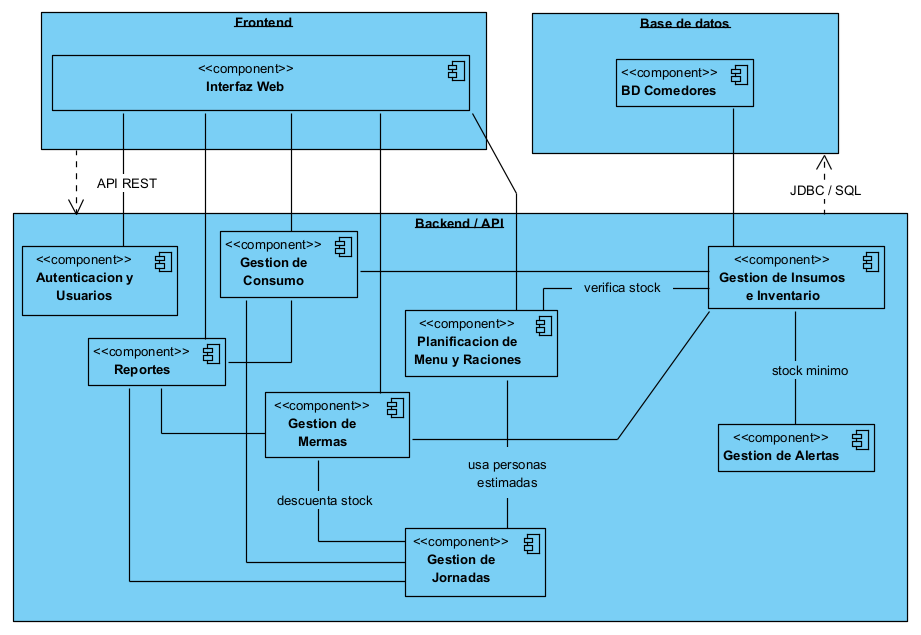 Frontend
<<component>>
Interfaz Web
Base de datos
<<component>>
BD Comedores
API REST
JDBC / SQL
Backend / API
<<component>>
Autenticacion y
Usuarios
<<component>>
Gestion de
Consumo
<<component>>
Gestion de Insumos
e Inventario
verifica stock
<<component>>
Planificacion de
Menu y Raciones
<<component>>
Reportes
stock minimo
<<component>>
Gestion de
Mermas
<<component>>
Gestion de Alertas
usa personas
estimadas
descuenta stock
<<component>>
Gestion de
Jornadas